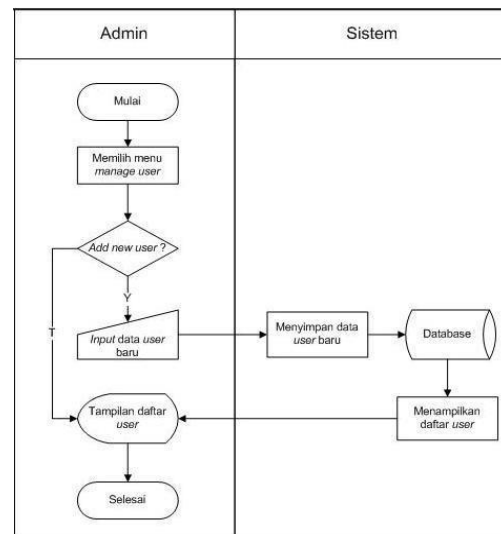 Admin
Sistem
Mulai
Memilih menu
manage user
Add new user ?
Y
T
Input data user
baru
Menyimpan data
user baru
Database
Tampilan daftar
user
Menampilkan
daftar user
Selesai